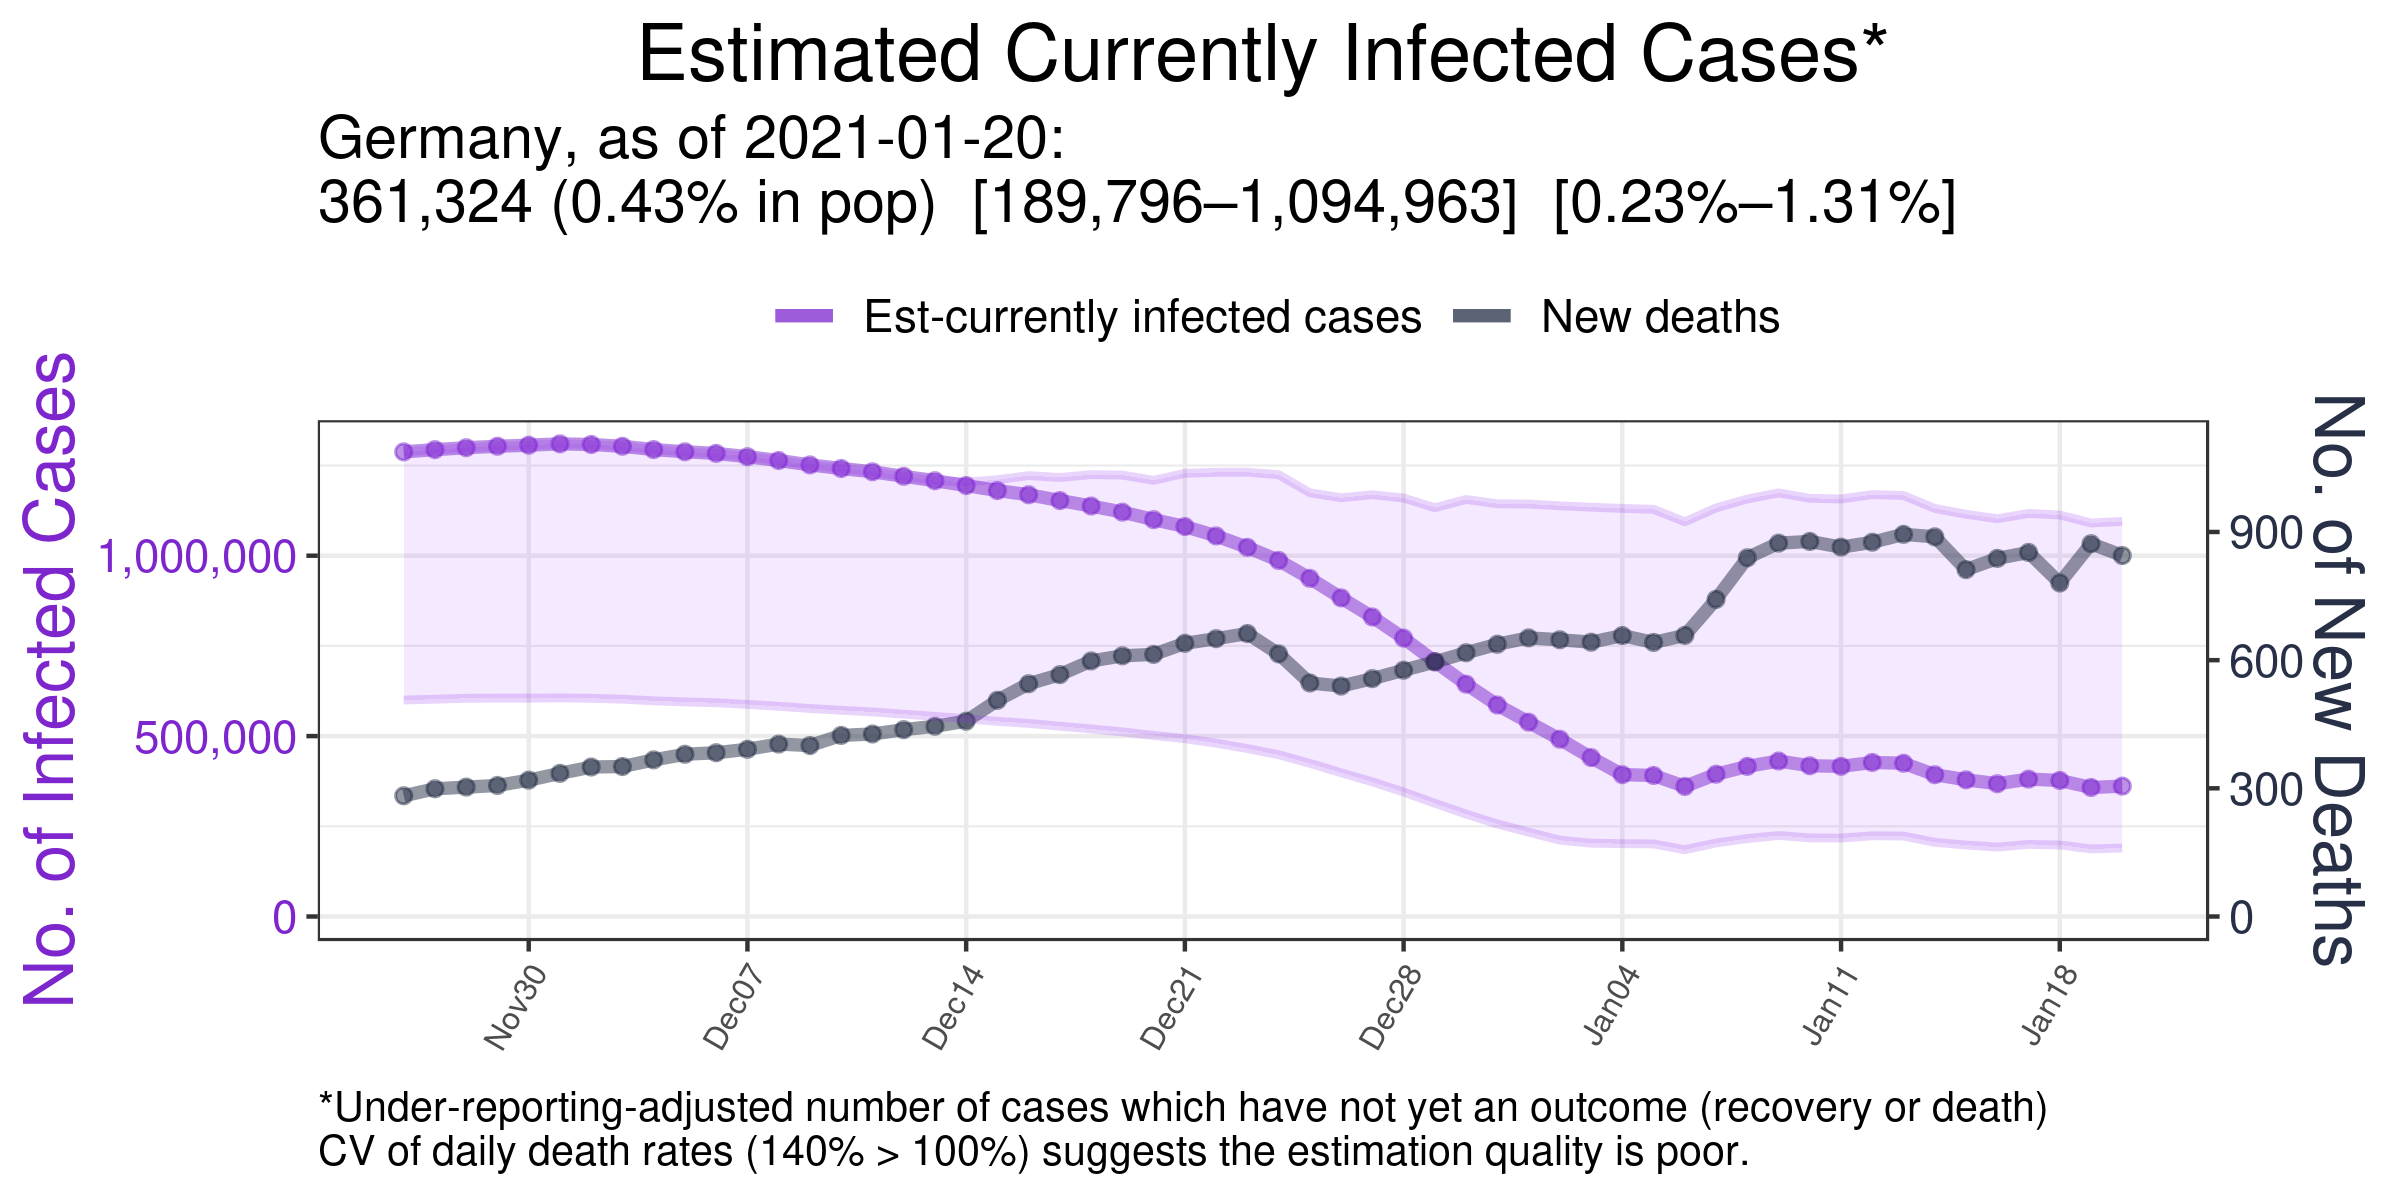 Estimated Currently Infected Cases*
Germany, as of 2021-01-20:
361,324 (0.43% in pop)  [189,796–1,094,963]  [0.23%–1.31%]
Est-currently infected cases
New deaths
No. of Infected Cases
1,000,000
500,000
0
No. of New Deaths
900
600
300
0
Nov30
Dec07
Dec14
Dec21
Dec28
Jan04
Jan11
Jan18
*Under-reporting-adjusted number of cases which have not yet an outcome (recovery or death)
CV of daily death rates (140% > 100%) suggests the estimation quality is poor.